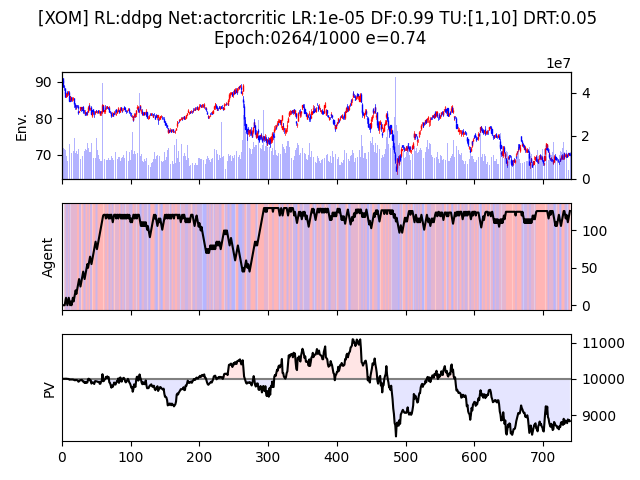 [XOM] RL:ddpg Net:actorcritic LR:1e-05 DF:0.99 TU:[1,10] DRT:0.05
Epoch:0264/1000 e=0.74
1e7
90
80
70
Env.
4
2
0
Agent
100
50
0
PV
11000
10000
9000
0 100 200 300 400 500 600 700